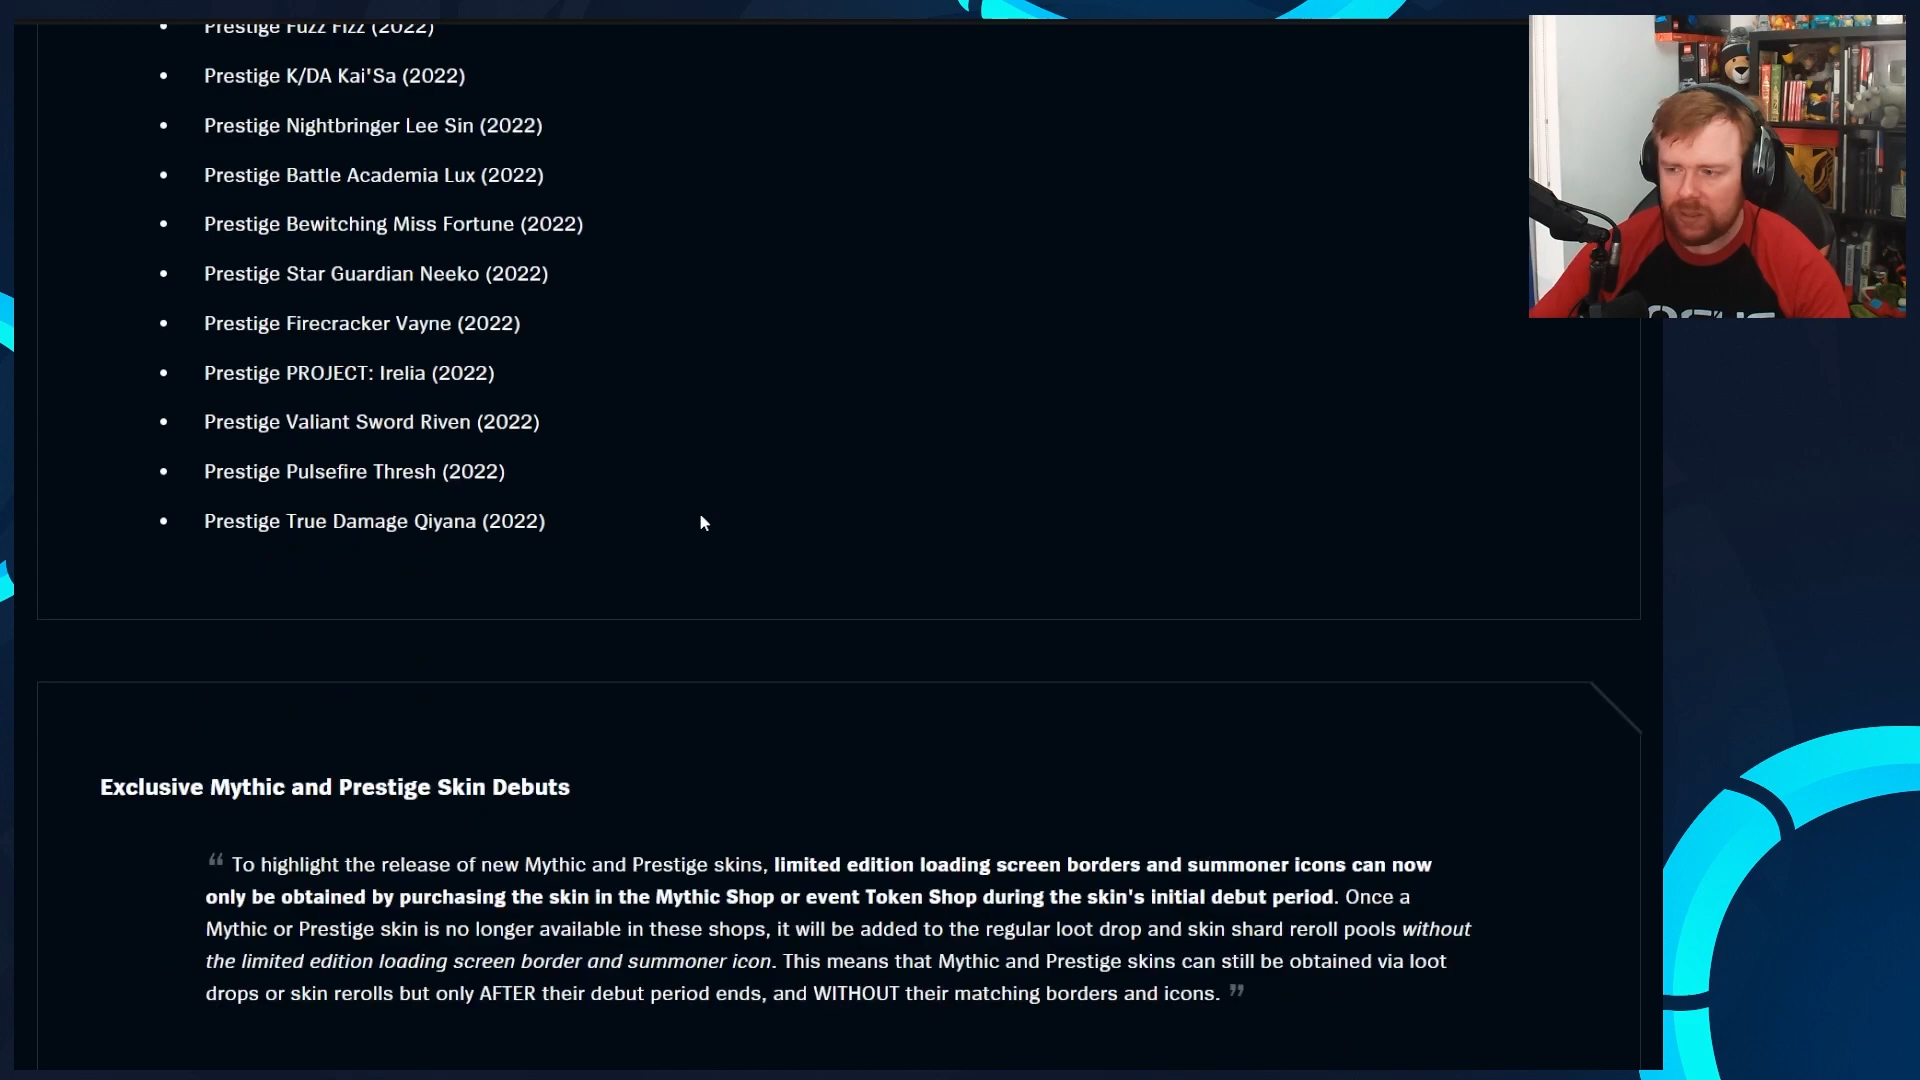 Prestige Fuzz Fizz (2022)
Prestige K/DA Kai'Sa (2022)
Prestige Nightbringer Lee Sin (2022)
Prestige Battle Academia Lux (2022)
Prestige Bewitching Miss Fortune (2022)
Prestige Star Guardian Neeko (2022)
Prestige Firecracker Vayne (2022)
Prestige PROJECT: Irelia (2022)
Prestige Valiant Sword Riven (2022)
Prestige Pulsefire Thresh (2022)
Prestige True Damage Qiyana (2022)
Exclusive Mythic and Prestige Skin Debuts
“ To highlight the release of new Mythic and Prestige skins, limited edition loading screen borders and summoner icons can now
only be obtained by purchasing the skin in the Mythic Shop or event Token Shop during the skin's initial debut period. Once a
Mythic or Prestige skin is no longer available in these shops, it will be added to the regular loot drop and skin shard reroll pools without
the limited edition loading screen border and summoner icon. This means that Mythic and Prestige skins can still be obtained via loot
drops or skin rerolls but only AFTER their debut period ends, and WITHOUT their matching borders and icons. ”